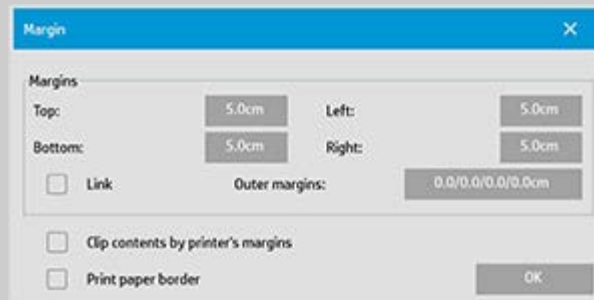 Margin
Margins
Top: 5.0cm Left: 5.0cm
Bottom: 5.0cm Right: 5.0cm
Link Outer margins: 0.0/0.0/0.0/0.0cm
Clip contents by printer's margins
Print paper border OK